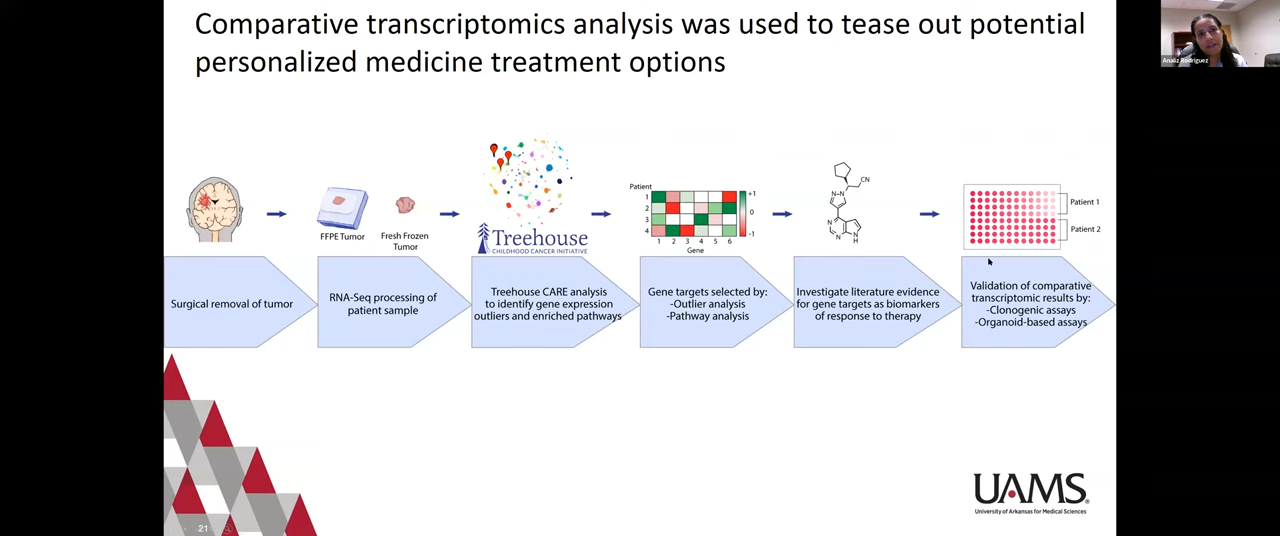 Comparative transcriptomics analysis was used to tease out potential
personalized medicine treatment options
Analiz Rodriguez
FFPE Tumor
Fresh Frozen
Tumor
Treehouse
CHILDHOOD CANCER INITIATIVE
Patient
1
2
3
4
1 2 3 4 5 6
Gene
+1
0
-1
CN
N
N
N
N
N
H
Patient 1
Patient 2
Surgical removal of tumor
RNA-Seq processing of
patient sample
Treehouse CARE analysis
to identify gene expression
outliers and enriched pathways
Gene targets selected by:
-Outlier analysis
-Pathway analysis
Investigate literature evidence
for gene targets as biomarkers
of response to therapy
Validation of comparative
transcriptomic results by:
-Clonogenic assays
-Organoid-based assays
21
UAMS®
University of Arkansas for Medical Sciences